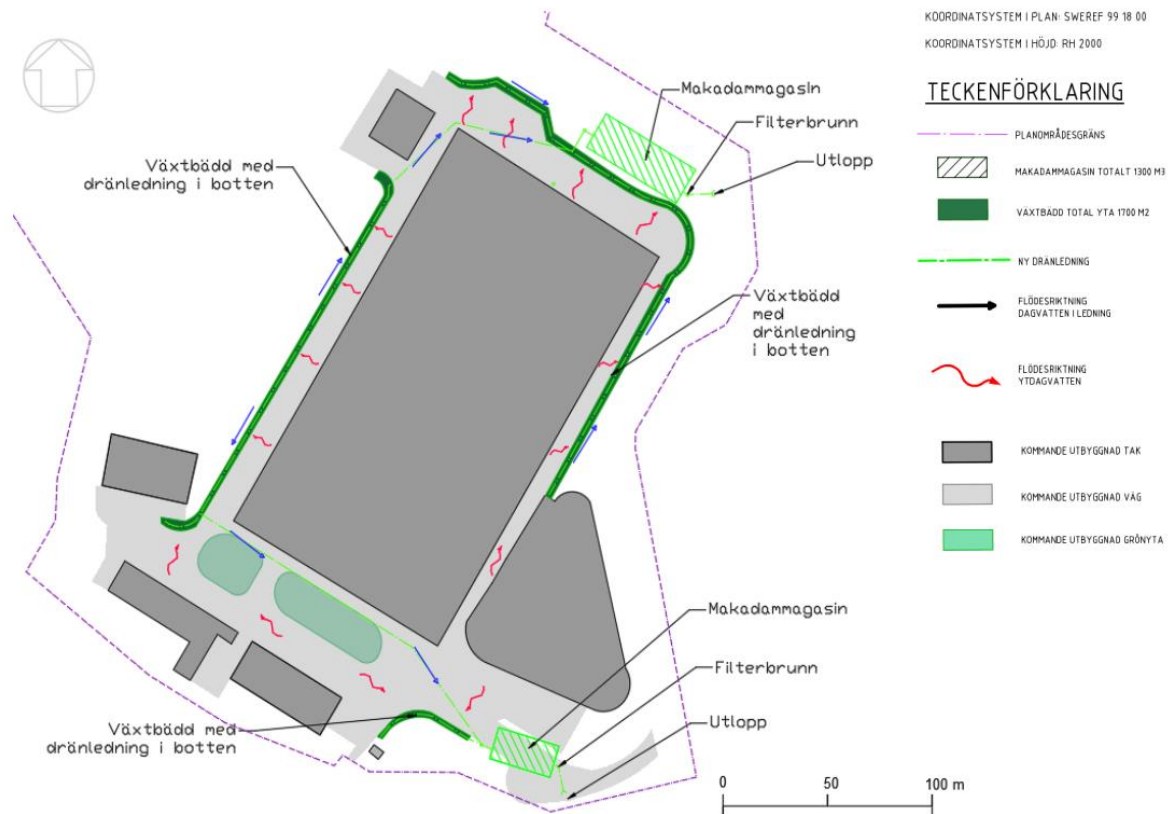 KOORDINATSYSTEM I PLAN: SWEREF 99 18 00
KOORDINATSYSTEM I HÖJD: RH 2000
TECKENFÖRKLARING
PLANOMRÅDESGRÄNS
MAKADAMMAGASIN TOTALT 1300 M3
VÄXTBÄDD TOTAL YTA 1700 M2
NY DRÄNLEDNING
FLÖDESRIKTNING
DAGVATTEN I LEDNING
FLÖDESRIKTNING
YTDAGVATTEN
KOMMANDE UTBYGGNAD TAK
KOMMANDE UTBYGGNAD VÄG
KOMMANDE UTBYGGNAD GRÖNYTA
Makadammagasin
Filterbrunn
Utlopp
Växtbädd med
dränledning i botten
Växtbädd
med
dränledning
i botten
Makadammagasin
Filterbrunn
Utlopp
Växtbädd med
dränledning i botten
0 50 100 m